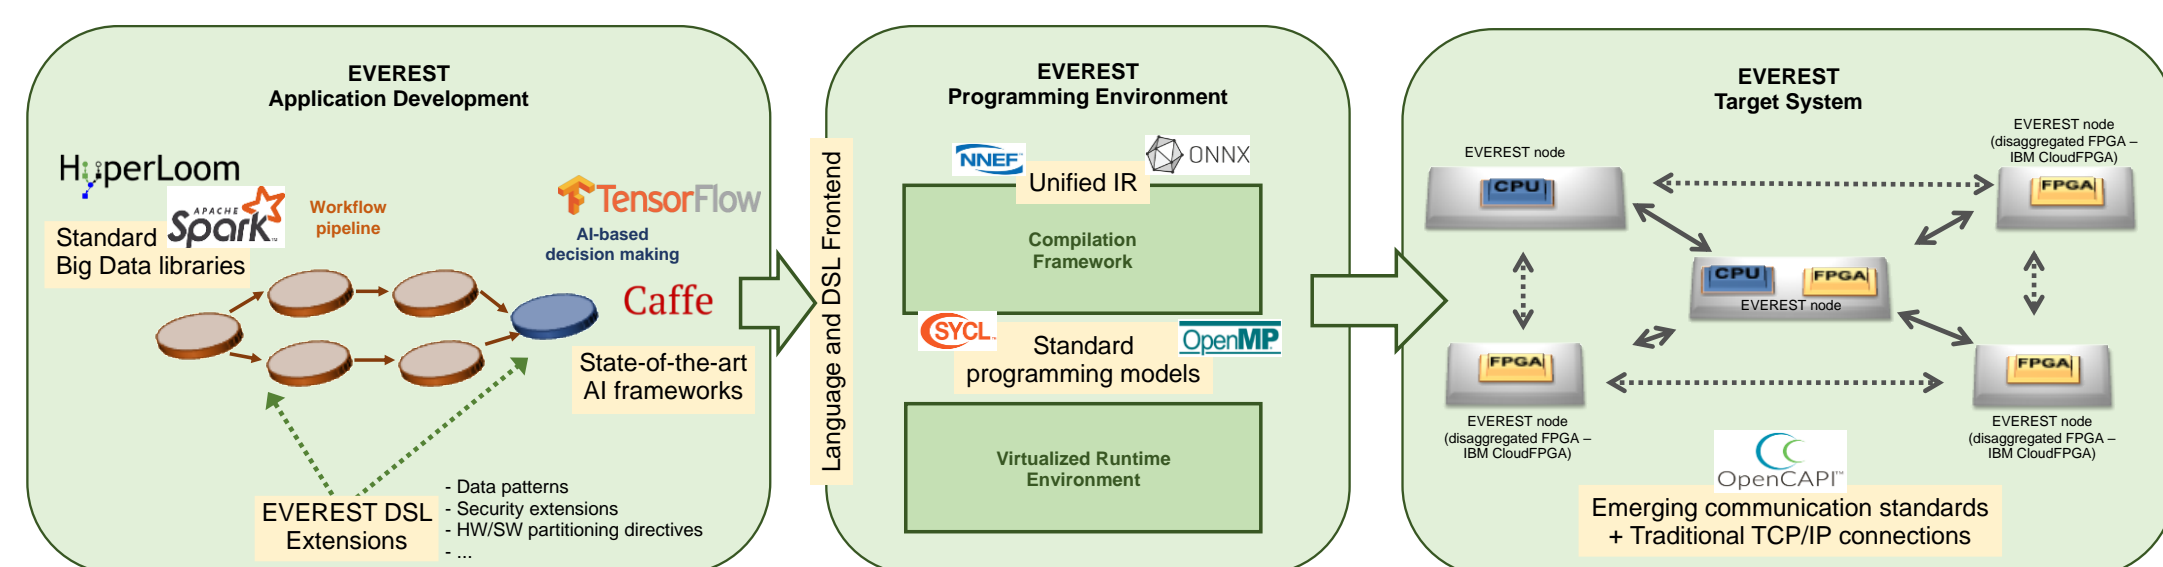 EVEREST
Application Development
HyperLoom
APACHE
Spark
Standard
Big Data libraries
Workflow
pipeline
TensorFlow
AI-based
decision making
Caffe
State-of-the-art
AI frameworks
EVEREST DSL
Extensions
- Data patterns
- Security extensions
- HW/SW partitioning directives
- ...
Language and DSL Frontend
EVEREST
Programming Environment
NNEF
ONNX
Unified IR
Compilation
Framework
SYCL
OpenMP
Standard
programming models
Virtualized Runtime
Environment
EVEREST
Target System
EVEREST node
CPU
EVEREST node
(disaggregated FPGA –
IBM CloudFPGA)
FPGA
CPU
FPGA
EVEREST node
FPGA
EVEREST node
(disaggregated FPGA –
IBM CloudFPGA)
FPGA
EVEREST node
(disaggregated FPGA –
IBM CloudFPGA)
OpenCAPI™
Emerging communication standards
+ Traditional TCP/IP connections